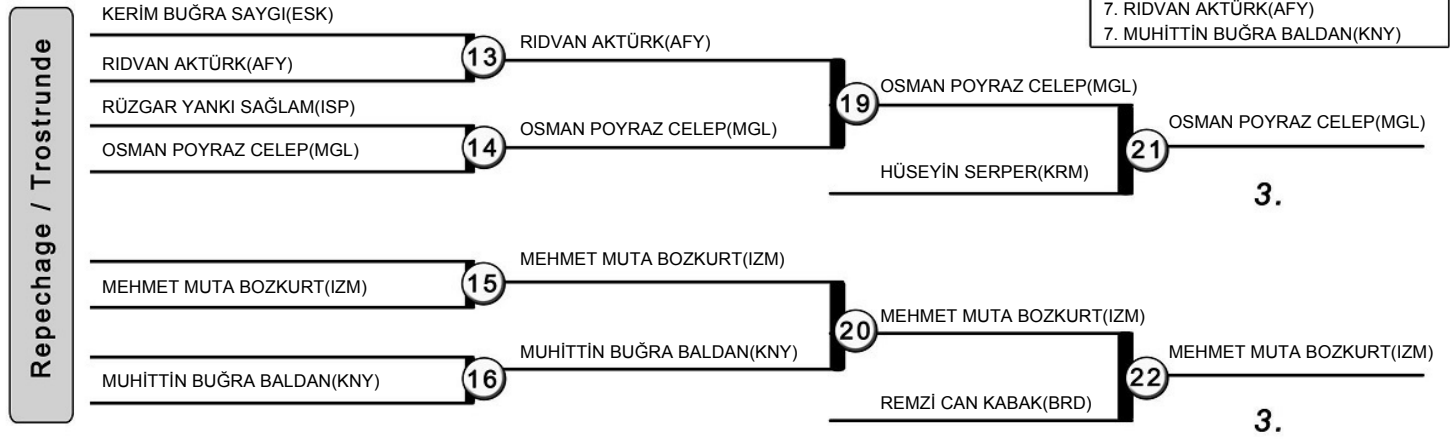 Repechage / Trostrunde
7. RIDVAN AKTÜRK(AFY)
7. MUHİTTİN BUĞRA BALDAN(KNY)
KERİM BUĞRA SAYGI(ESK)
13
RIDVAN AKTÜRK(AFY)
RIDVAN AKTÜRK(AFY)
RÜZGAR YANKI SAĞLAM(ISP)
14
OSMAN POYRAZ CELEP(MGL)
OSMAN POYRAZ CELEP(MGL)
19
OSMAN POYRAZ CELEP(MGL)
HÜSEYİN SERPER(KRM)
21
OSMAN POYRAZ CELEP(MGL)
3.
MEHMET MUTA BOZKURT(IZM)
15
MEHMET MUTA BOZKURT(IZM)
MUHİTTİN BUĞRA BALDAN(KNY)
16
MUHİTTİN BUĞRA BALDAN(KNY)
20
MEHMET MUTA BOZKURT(IZM)
REMZİ CAN KABAK(BRD)
22
MEHMET MUTA BOZKURT(IZM)
3.